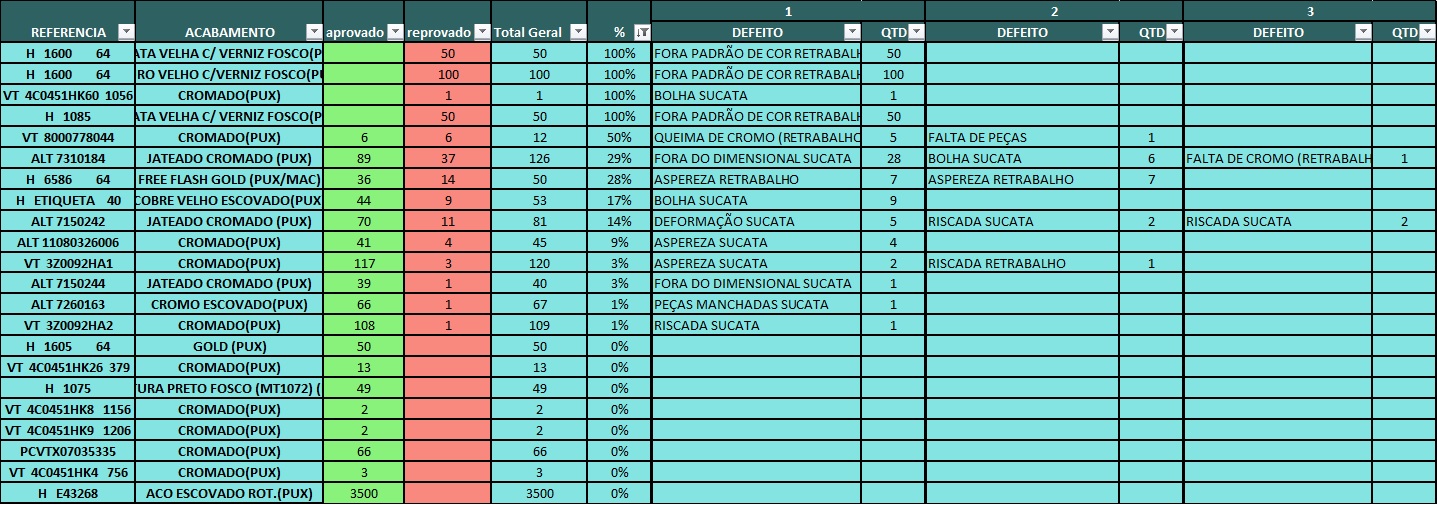 1 2 3
REFERENCIA ACABAMENTO aprovado reprovado Total Geral % DEFEITO QTD DEFEITO QTD DEFEITO QTD
H 1600 64 ATA VELHA C/ VERNIZ FOSCO(P 50 50 100% FORA PADRÃO DE COR RETRABALH 50
H 1600 64 RO VELHO C/VERNIZ FOSCO(PU 100 100 100% FORA PADRÃO DE COR RETRABALH 100
VT 4C0451HK60 1056 CROMADO(PUX) 1 1 100% BOLHA SUCATA 1
H 1085 ATA VELHA C/ VERNIZ FOSCO(P 50 50 100% FORA PADRÃO DE COR RETRABALH 50
VT 8000778044 CROMADO(PUX) 6 6 12 50% QUEIMA DE CROMO (RETRABALHO 5 FALTA DE PEÇAS 1
ALT 7310184 JATEADO CROMADO (PUX) 89 37 126 29% FORA DO DIMENSIONAL SUCATA 28 BOLHA SUCATA 6 FALTA DE CROMO (RETRABALH 1
H 6586 64 FREE FLASH GOLD (PUX/MAC) 36 14 50 28% ASPEREZA RETRABALHO 7 ASPEREZA RETRABALHO 7
H ETIQUETA 40 COBRE VELHO ESCOVADO(PUX 44 9 53 17% BOLHA SUCATA 9
ALT 7150242 JATEADO CROMADO (PUX) 70 11 81 14% DEFORMAÇÃO SUCATA 5 RISCADA SUCATA 2 RISCADA SUCATA 2
ALT 11080326006 CROMADO(PUX) 41 4 45 9% ASPEREZA SUCATA 4
VT 3Z0092HA1 CROMADO(PUX) 117 3 120 3% ASPEREZA SUCATA 2 RISCADA RETRABALHO 1
ALT 7150244 JATEADO CROMADO (PUX) 39 1 40 3% FORA DO DIMENSIONAL SUCATA 1
ALT 7260163 CROMO ESCOVADO(PUX) 66 1 67 1% PEÇAS MANCHADAS SUCATA 1
VT 3Z0092HA2 CROMADO(PUX) 108 1 109 1% RISCADA SUCATA 1
H 1605 64 GOLD (PUX) 50 50 0%
VT 4C0451HK26 379 CROMADO(PUX) 13 13 0%
H 1075 TURA PRETO FOSCO (MT1072) ( 49 49 0%
VT 4C0451HK8 1156 CROMADO(PUX) 2 2 0%
VT 4C0451HK9 1206 CROMADO(PUX) 2 2 0%
PCVTX07035335 CROMADO(PUX) 66 66 0%
VT 4C0451HK4 756 CROMADO(PUX) 3 3 0%
H E43268 ACO ESCOVADO ROT.(PUX) 3500 3500 0%